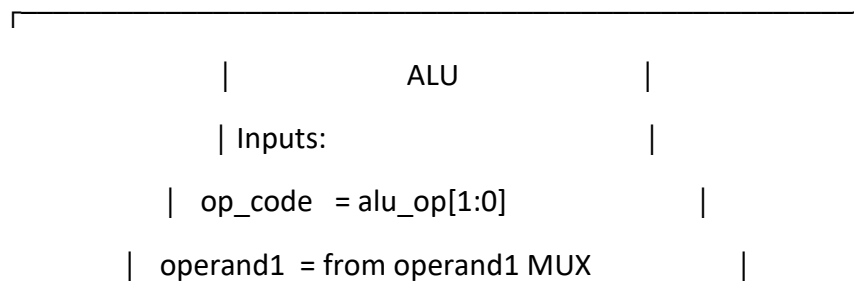 ┌──────────────────────────────────────────
| ALU |
| Inputs: |
| op_code = alu_op[1:0] |
| operand1 = from operand1 MUX |